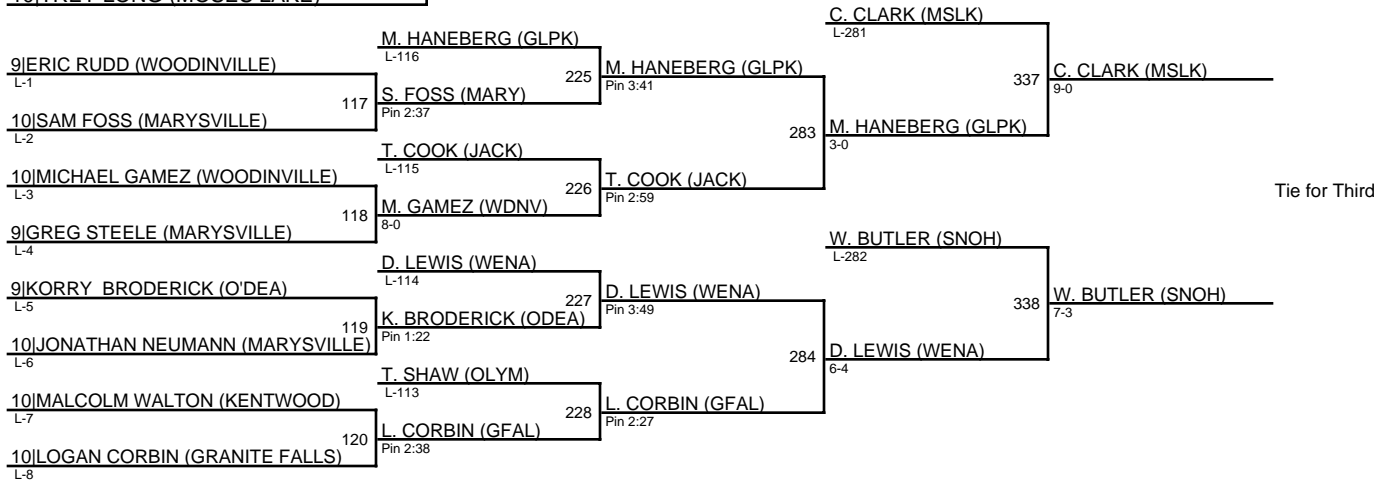 C. CLARK (MSLK)
L-281
M. HANEBERG (GLPK)
L-116
9|ERIC RUDD (WOODINVILLE)
L-1
225
M. HANEBERG (GLPK)
Pin 3:41
337
C. CLARK (MSLK)
9-0
117
S. FOSS (MARY)
Pin 2:37
10|SAM FOSS (MARYSVILLE)
L-2
283
M. HANEBERG (GLPK)
3-0
T. COOK (JACK)
L-115
10|MICHAEL GAMEZ (WOODINVILLE)
L-3
226
T. COOK (JACK)
Pin 2:59
Tie for Third
118
M. GAMEZ (WDNV)
8-0
9|GREG STEELE (MARYSVILLE)
L-4
W. BUTLER (SNOH)
L-282
D. LEWIS (WENA)
L-114
9|KORRY  BRODERICK (O'DEA)
L-5
227
D. LEWIS (WENA)
Pin 3:49
338
W. BUTLER (SNOH)
7-3
119
K. BRODERICK (ODEA)
Pin 1:22
10|JONATHAN NEUMANN (MARYSVILLE)
L-6
284
D. LEWIS (WENA)
6-4
T. SHAW (OLYM)
L-113
10|MALCOLM WALTON (KENTWOOD)
L-7
228
L. CORBIN (GFAL)
Pin 2:27
120
L. CORBIN (GFAL)
Pin 2:38
10|LOGAN CORBIN (GRANITE FALLS)
L-8